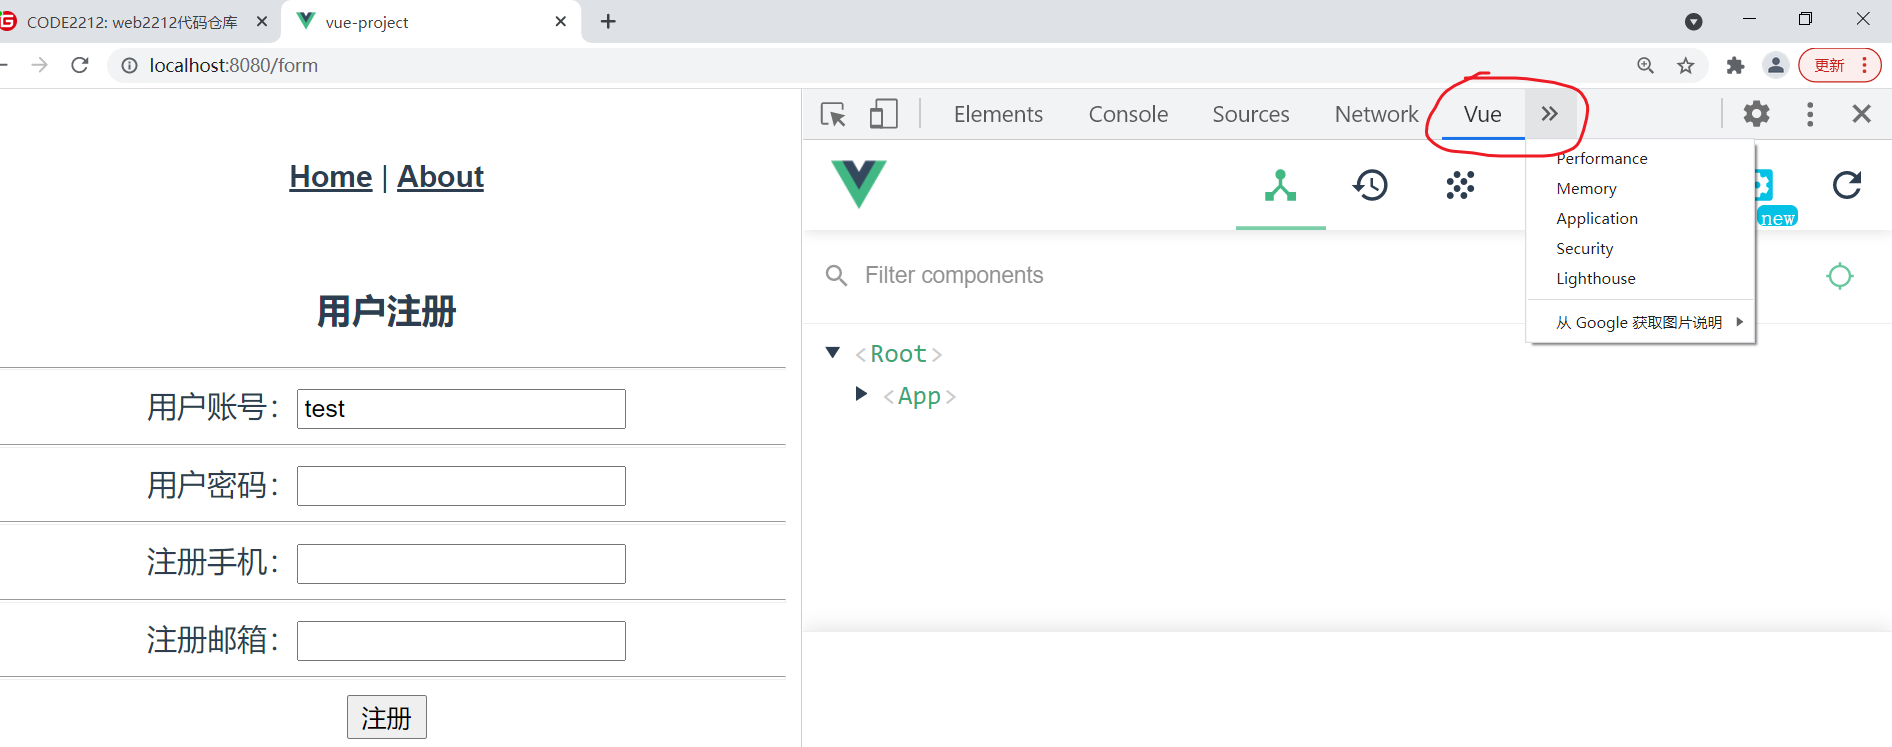 CODE2212: web2212代码仓库
vue-project
localhost:8080/form
更新
Elements Console Sources Network Vue
Performance
Memory
Application
Security
Lighthouse
从 Google 获取图片说明
new
Filter components
<Root>
<App>
Home | About
用户注册
用户账号： test
用户密码：
注册手机：
注册邮箱：
注册